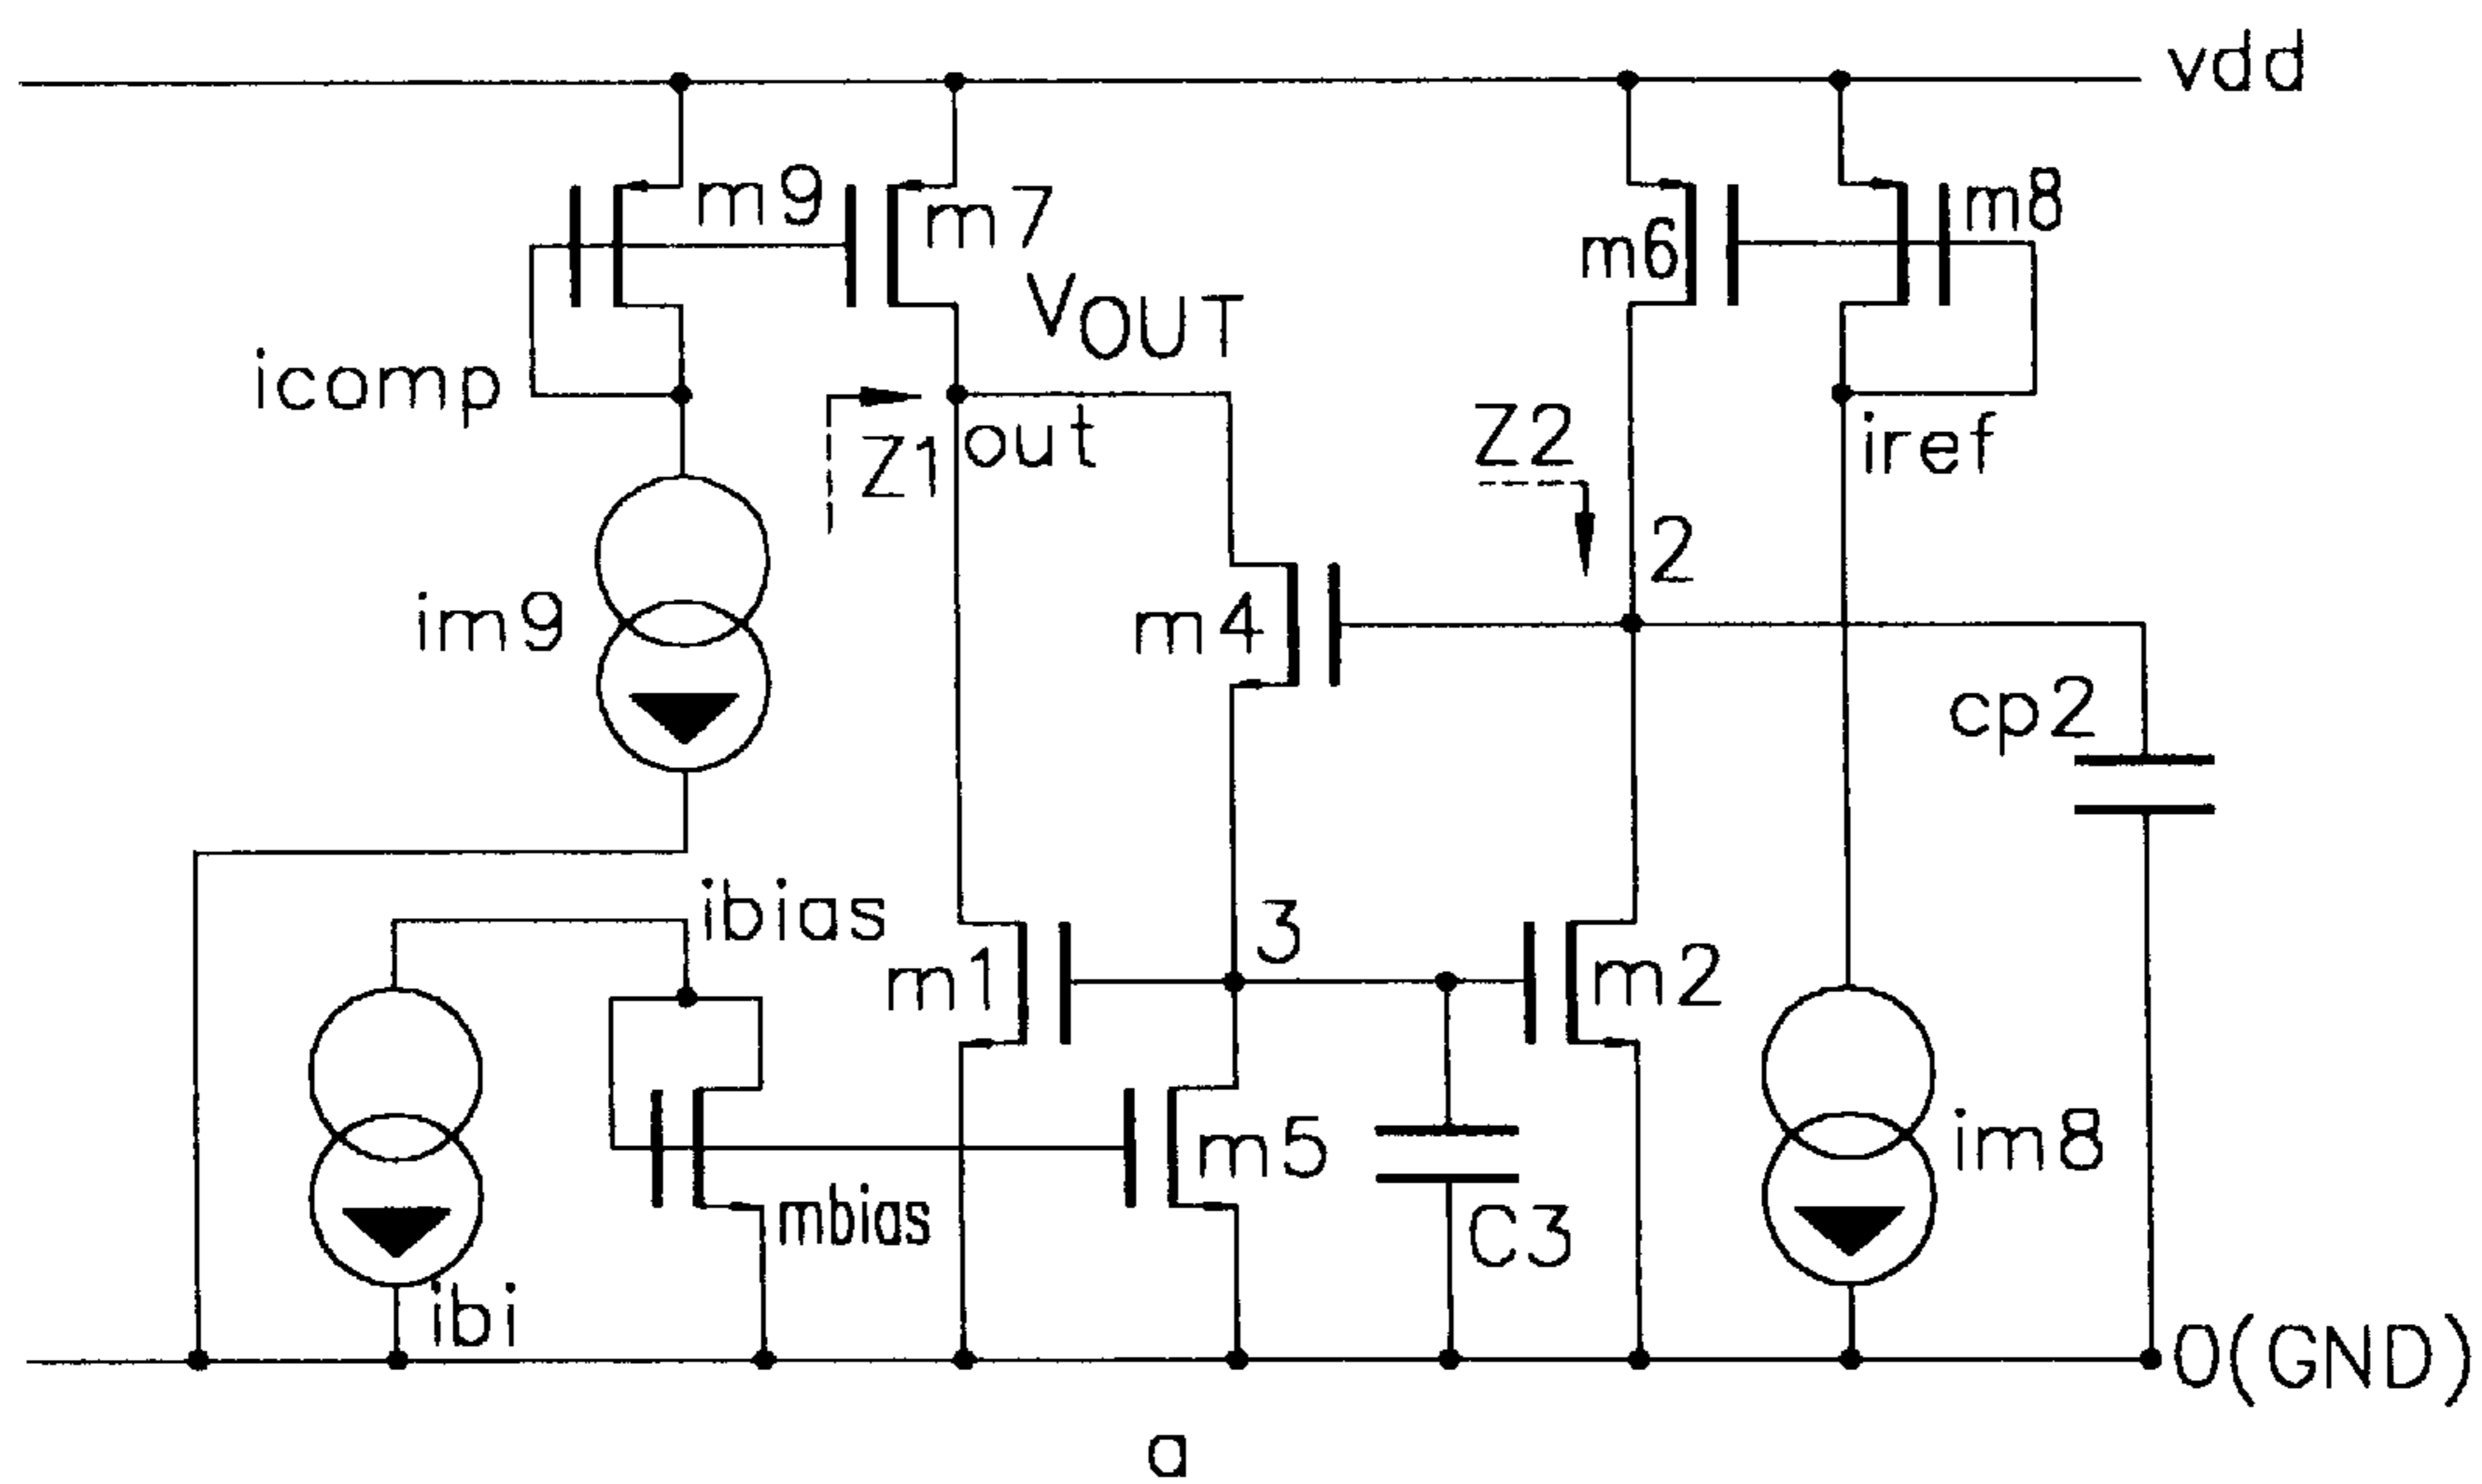 vdd
m9
m7
m6
m8
VOUT
icomp
out
Z1
Z2
iref
2
im9
m4
cp2
ibias
3
m1
m2
m5
im8
mbias
C3
ibi
0(GND)
a